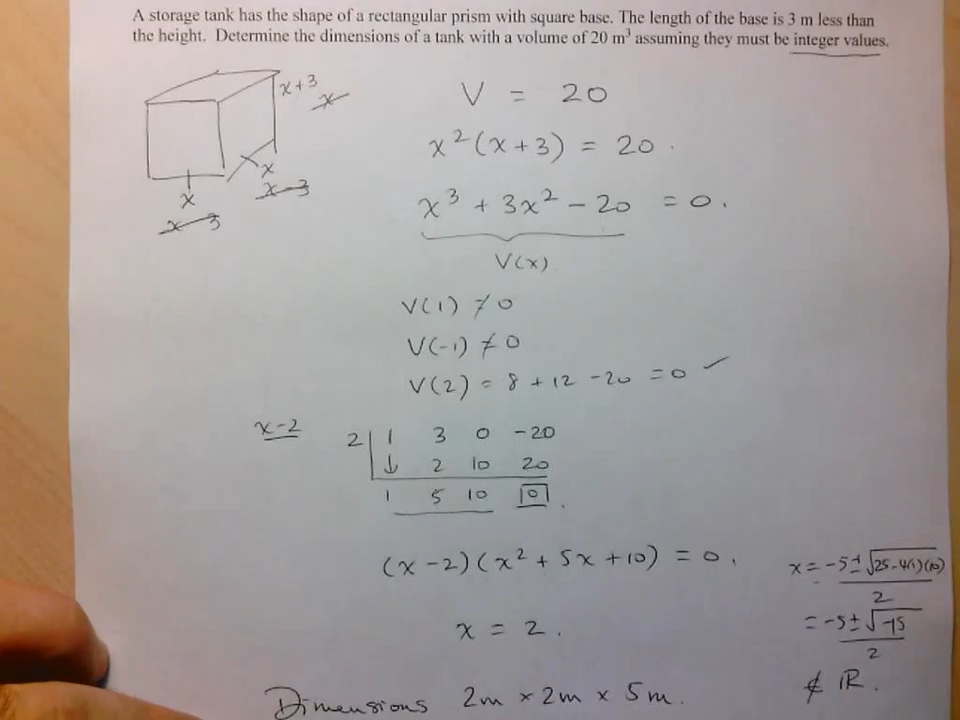 A storage tank has the shape of a rectangular prism with square base. The length of the base is 3 m less than
the height. Determine the dimensions of a tank with a volume of 20 m³ assuming they must be integer values.
x+3
x
x
x-3
x
x-3
V = 20
x²(x+3) = 20.
x³ + 3x² - 20 = 0.
V(x)
V(1) ≠ 0
V(-1) ≠ 0
V(2) = 8 + 12 - 20 = 0 ✓
x-2
2| 1 3 0 -20
↓ 2 10 20
1 5 10 0.
(x-2)(x² + 5x + 10) = 0.
x = 2.
x = -5 ± √25-4(1)(10)
2
= -5 ± √-15
2
∉ ℝ.
Dimensions 2m × 2m × 5m.